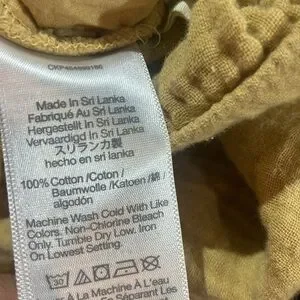 Made In Sri Lanka
Fabriqué Au Sri Lanka
Hergestellt In Sri Lanka
Vervaardigd In Sri Lanka
スリランカ製
hecho en sri lanka
100% Cotton /Coton /
Baumwolle /Katoen /綿 /
algodón
Machine Wash Cold With Like
Colors. Non-Chlorine Bleach
Only. Tumble Dry Low. Iron
On Lowest Setting.
30
Laver À La Machine À L'eau